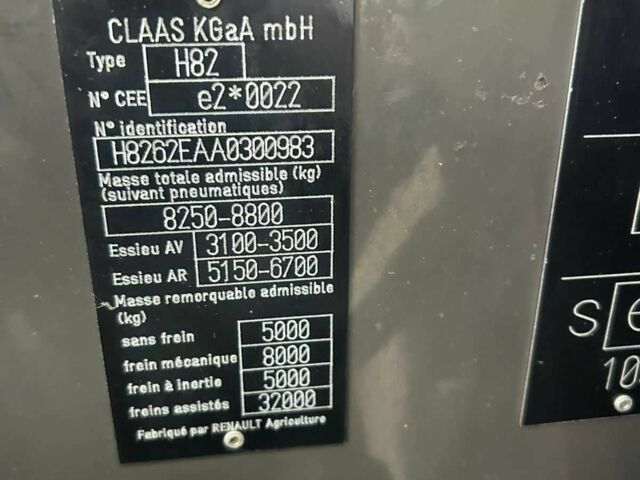 CLAAS KGaA mbH
Type H82
N° CEE e2*0022
N° identification
H8262EAA0300983
Masse totale admissible (kg)
(suivant pneumatiques)
8250-8800
Essieu AV 3100-3500
Essieu AR 5150-6700
Masse remorquable admissible
(kg)
sans frein 5000
frein mécanique 8000
frein à inertie 5000
freins assistés 32000
Fabriqué par RENAULT Agriculture
S e
10